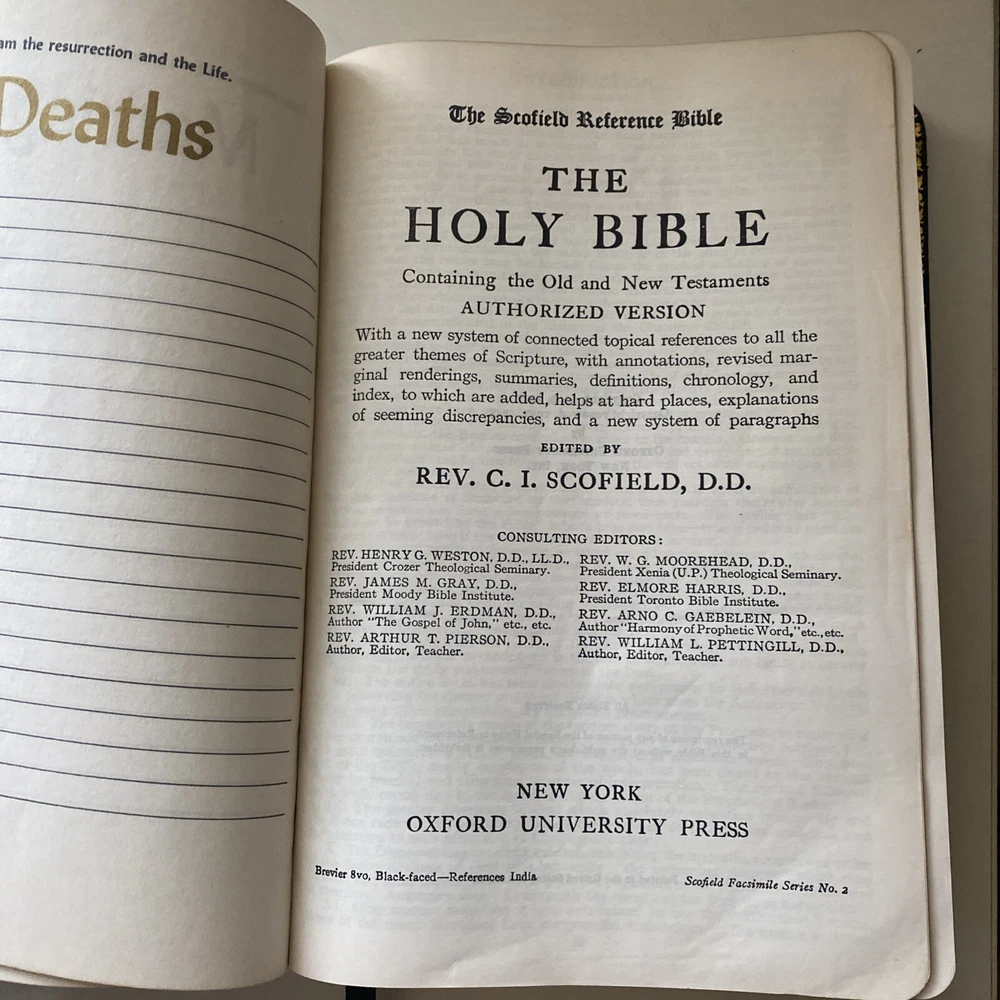 am the resurrection and the Life.
Deaths
The Scofield Reference Bible
THE
HOLY BIBLE
Containing the Old and New Testaments
AUTHORIZED VERSION
With a new system of connected topical references to all the
greater themes of Scripture, with annotations, revised mar-
ginal renderings, summaries, definitions, chronology, and
index, to which are added, helps at hard places, explanations
of seeming discrepancies, and a new system of paragraphs
EDITED BY
REV. C. I. SCOFIELD, D.D.
CONSULTING EDITORS:
REV. HENRY G. WESTON, D.D., LL.D.,
President Crozer Theological Seminary.
REV. JAMES M. GRAY, D.D.,
President Moody Bible Institute.
REV. WILLIAM J. ERDMAN, D.D.,
Author "The Gospel of John," etc., etc.
REV. ARTHUR T. PIERSON, D.D.,
Author, Editor, Teacher.
REV. W. G. MOOREHEAD, D.D.,
President Xenia (U.P.) Theological Seminary.
REV. ELMORE HARRIS, D.D.,
President Toronto Bible Institute.
REV. ARNO C. GAEBELEIN, D.D.,
Author "Harmony of Prophetic Word," etc., etc.
REV. WILLIAM L. PETTINGILL, D.D.,
Author, Editor, Teacher.
NEW YORK
OXFORD UNIVERSITY PRESS
Brevier 8vo, Black-faced—References India
Scofield Facsimile Series No. 2